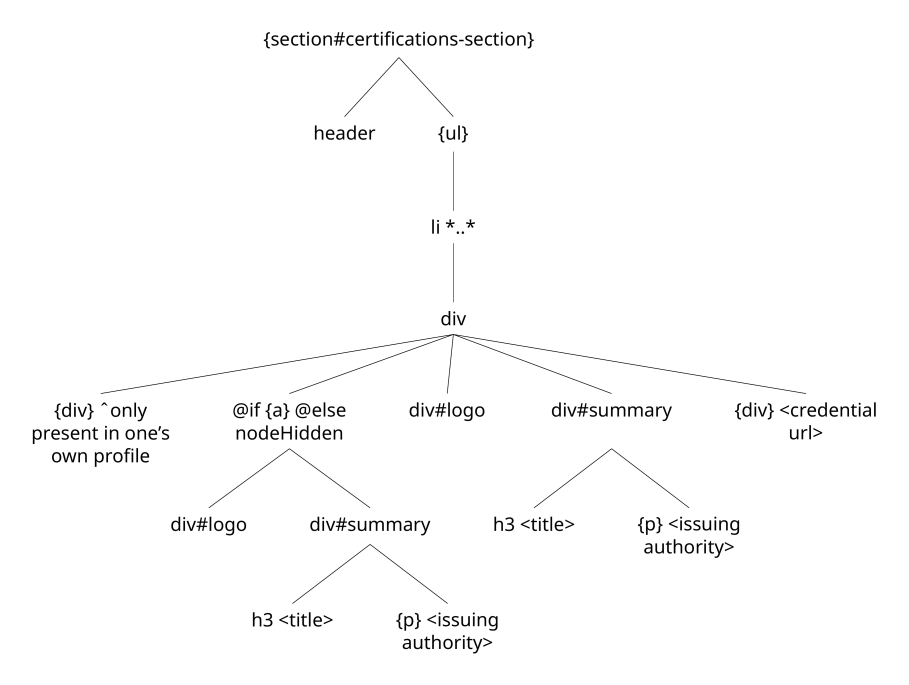 {section#certifications-section}
header
{ul}
li *..*
div
{div} ^only
present in one’s
own profile
@if {a} @else
nodeHidden
div#logo
div#summary
{div} <credential
url>
div#logo
div#summary
h3 <title>
{p} <issuing
authority>
h3 <title>
{p} <issuing
authority>